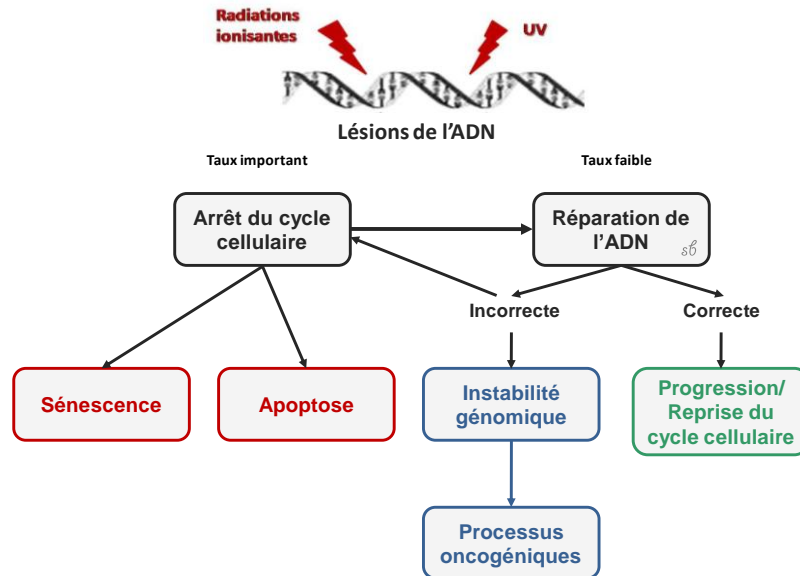 Radiations
ionisantes
UV
Lésions de l'ADN
Taux important
Taux faible
Arrêt du cycle
cellulaire
Réparation de
l'ADN
sb
Incorrecte
Correcte
Sénescence
Apoptose
Instabilité
génomique
Progression/
Reprise du
cycle cellulaire
Processus
oncogéniques